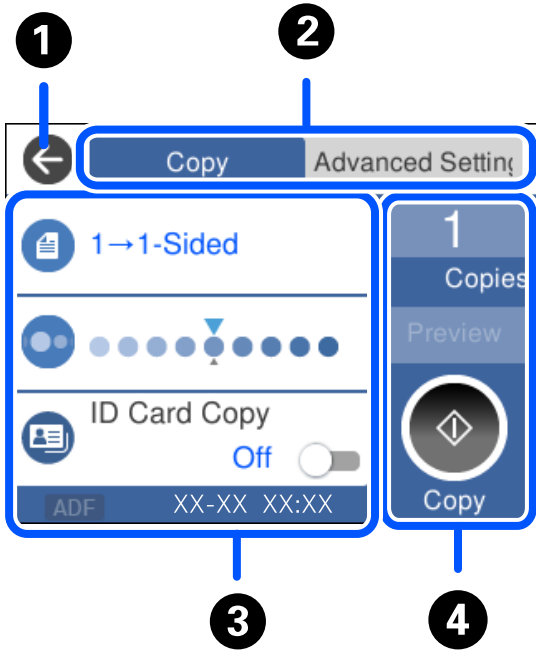 1
2
Copy
Advanced Setting
1→1-Sided
ID Card Copy
Off
ADF
XX-XX XX:XX
1
Copies
Preview
Copy
3
4